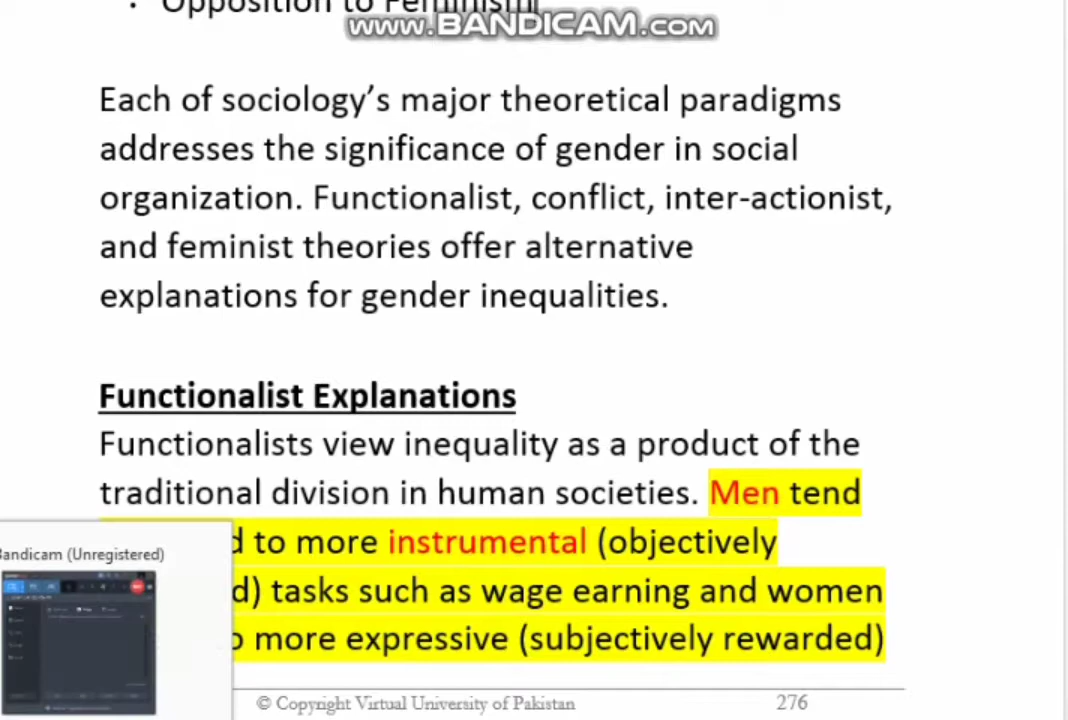 · Opposition to Feminism
www.BANDICAM.com
Each of sociology’s major theoretical paradigms
addresses the significance of gender in social
organization. Functionalist, conflict, inter-actionist,
and feminist theories offer alternative
explanations for gender inequalities.
Functionalist Explanations
Functionalists view inequality as a product of the
traditional division in human societies. Men tend
d to more instrumental (objectively
d) tasks such as wage earning and women
o more expressive (subjectively rewarded)
Bandicam (Unregistered)
© Copyright Virtual University of Pakistan 276